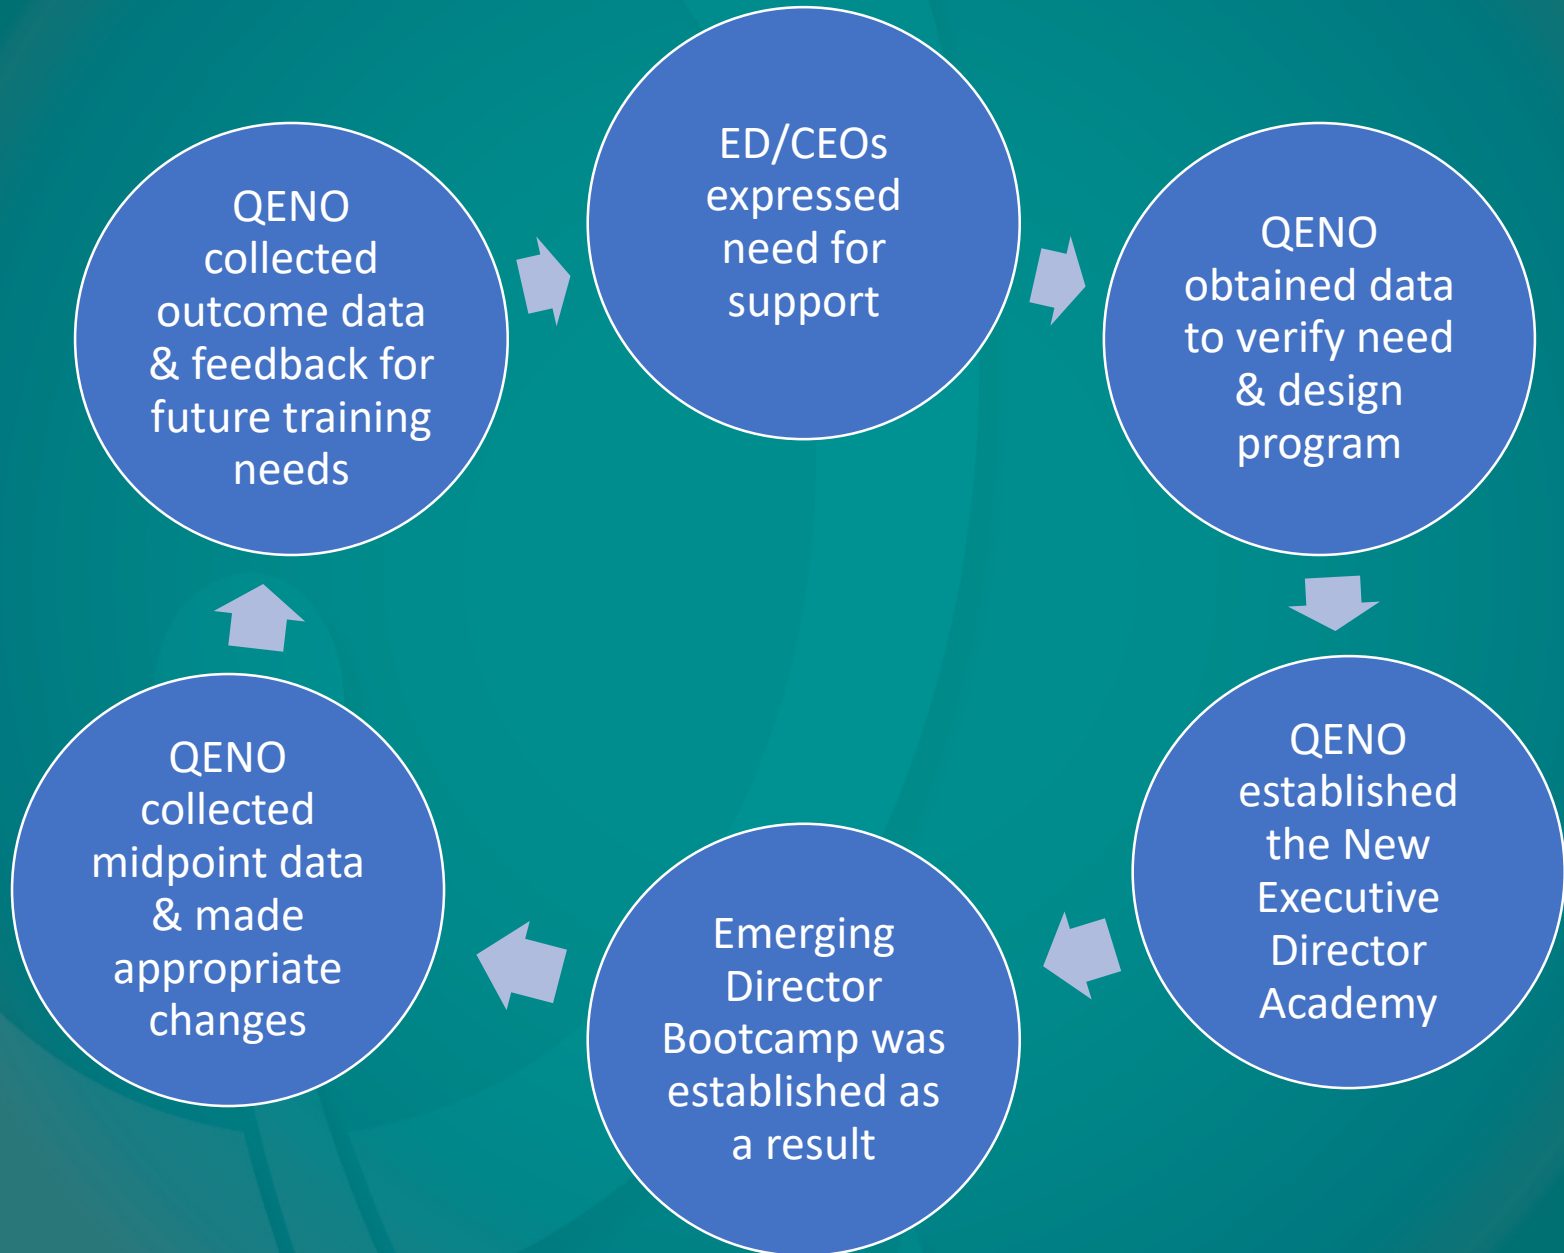 ED/CEOs
expressed
need for
support
QENO
obtained data
to verify need
& design
program
QENO
established
the New
Executive
Director
Academy
Emerging
Director
Bootcamp was
established as
a result
QENO
collected
midpoint data
& made
appropriate
changes
QENO
collected
outcome data
& feedback for
future training
needs